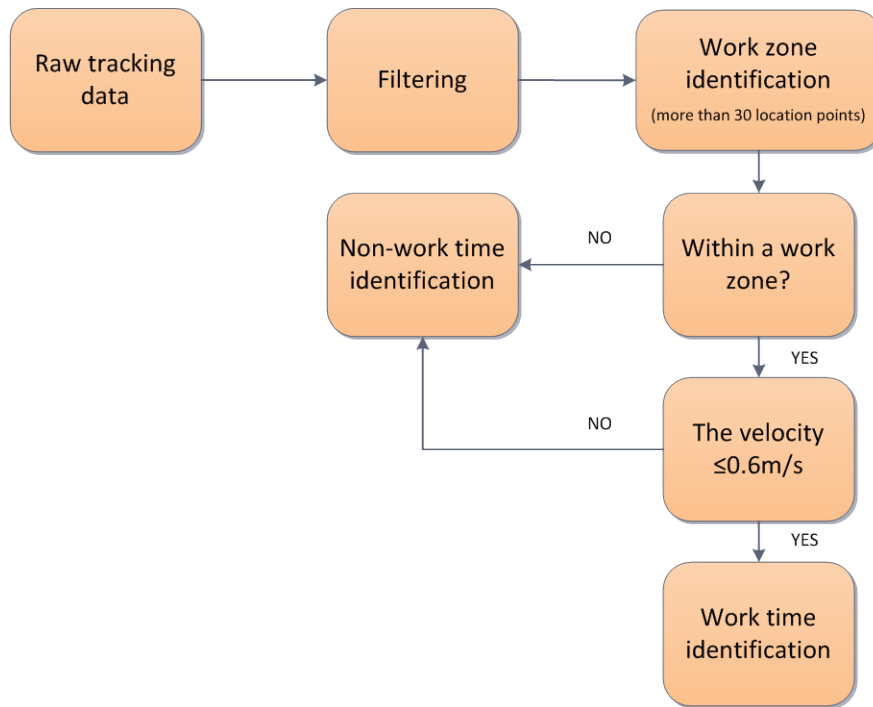 Raw tracking
data
Filtering
Work zone
identification
(more than 30 location points)
Non-work time
identification
NO
Within a work
zone?
YES
NO
The velocity
≤0.6m/s
YES
Work time
identification